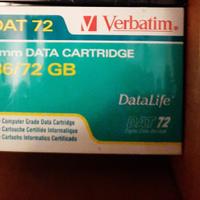 DAT 72
Verbatim.
mm DATA CARTRIDGE
36/72 GB
DataLife
DAT 72
Computer Grade Data Cartridge
Cartouche Certifiée Informatique
Cartucho Informatico Certificado